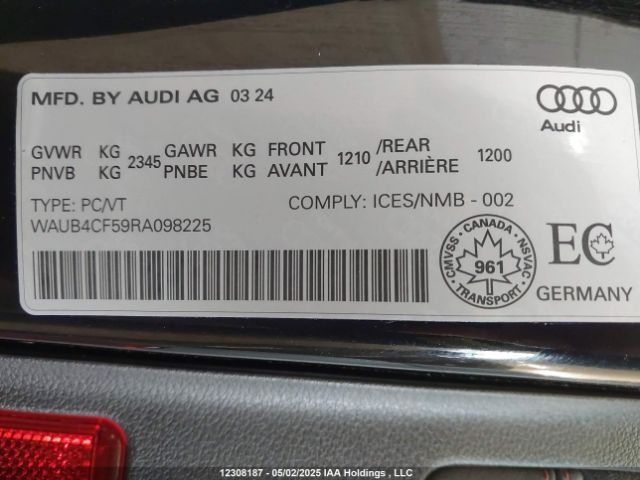 MFD. BY AUDI AG 03 24
Audi
GVWR KG 2345 GAWR KG FRONT 1210 /REAR 1200
PNVB KG PNBE KG AVANT /ARRIÈRE
TYPE: PC/VT COMPLY: ICES/NMB - 002
WAUB4CF59RA098225
CANADA
CMVSS NSVAC
961
TRANSPORT
EC
GERMANY
12308187 - 05/02/2025 IAA Holdings , LLC